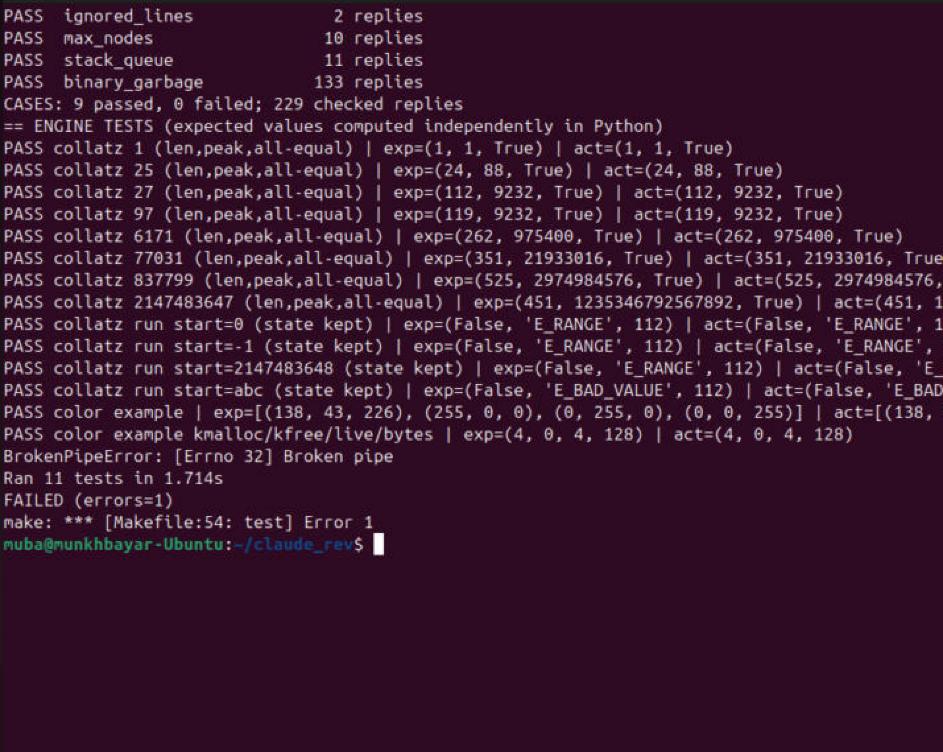 PASS  ignored_lines              2 replies
PASS  max_nodes                 10 replies
PASS  stack_queue               11 replies
PASS  binary_garbage           133 replies
CASES: 9 passed, 0 failed; 229 checked replies
== ENGINE TESTS (expected values computed independently in Python)
PASS collatz 1 (len,peak,all-equal) | exp=(1, 1, True) | act=(1, 1, True)
PASS collatz 25 (len,peak,all-equal) | exp=(24, 88, True) | act=(24, 88, True)
PASS collatz 27 (len,peak,all-equal) | exp=(112, 9232, True) | act=(112, 9232, True)
PASS collatz 97 (len,peak,all-equal) | exp=(119, 9232, True) | act=(119, 9232, True)
PASS collatz 6171 (len,peak,all-equal) | exp=(262, 975400, True) | act=(262, 975400, True)
PASS collatz 77031 (len,peak,all-equal) | exp=(351, 21933016, True) | act=(351, 21933016, True
PASS collatz 837799 (len,peak,all-equal) | exp=(525, 2974984576, True) | act=(525, 2974984576,
PASS collatz 2147483647 (len,peak,all-equal) | exp=(451, 1235346792567892, True) | act=(451, 1
PASS collatz run start=0 (state kept) | exp=(False, 'E_RANGE', 112) | act=(False, 'E_RANGE', 1
PASS collatz run start=-1 (state kept) | exp=(False, 'E_RANGE', 112) | act=(False, 'E_RANGE',
PASS collatz run start=2147483648 (state kept) | exp=(False, 'E_RANGE', 112) | act=(False, 'E_
PASS collatz run start=abc (state kept) | exp=(False, 'E_BAD_VALUE', 112) | act=(False, 'E_BAD
PASS color example | exp=[(138, 43, 226), (255, 0, 0), (0, 255, 0), (0, 0, 255)] | act=[(138,
PASS color example kmalloc/kfree/live/bytes | exp=(4, 0, 4, 128) | act=(4, 0, 4, 128)
BrokenPipeError: [Errno 32] Broken pipe
Ran 11 tests in 1.714s
FAILED (errors=1)
make: *** [Makefile:54: test] Error 1
muba@munkhbayar-Ubuntu:~/claude_rev$